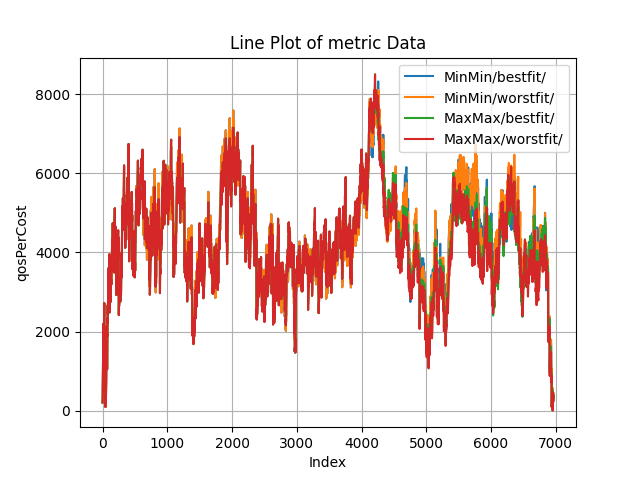 Line Plot of metric Data
MinMin/bestfit/
MinMin/worstfit/
MaxMax/bestfit/
MaxMax/worstfit/
qosPerCost
8000
6000
4000
2000
0
0 1000 2000 3000 4000 5000 6000 7000
Index